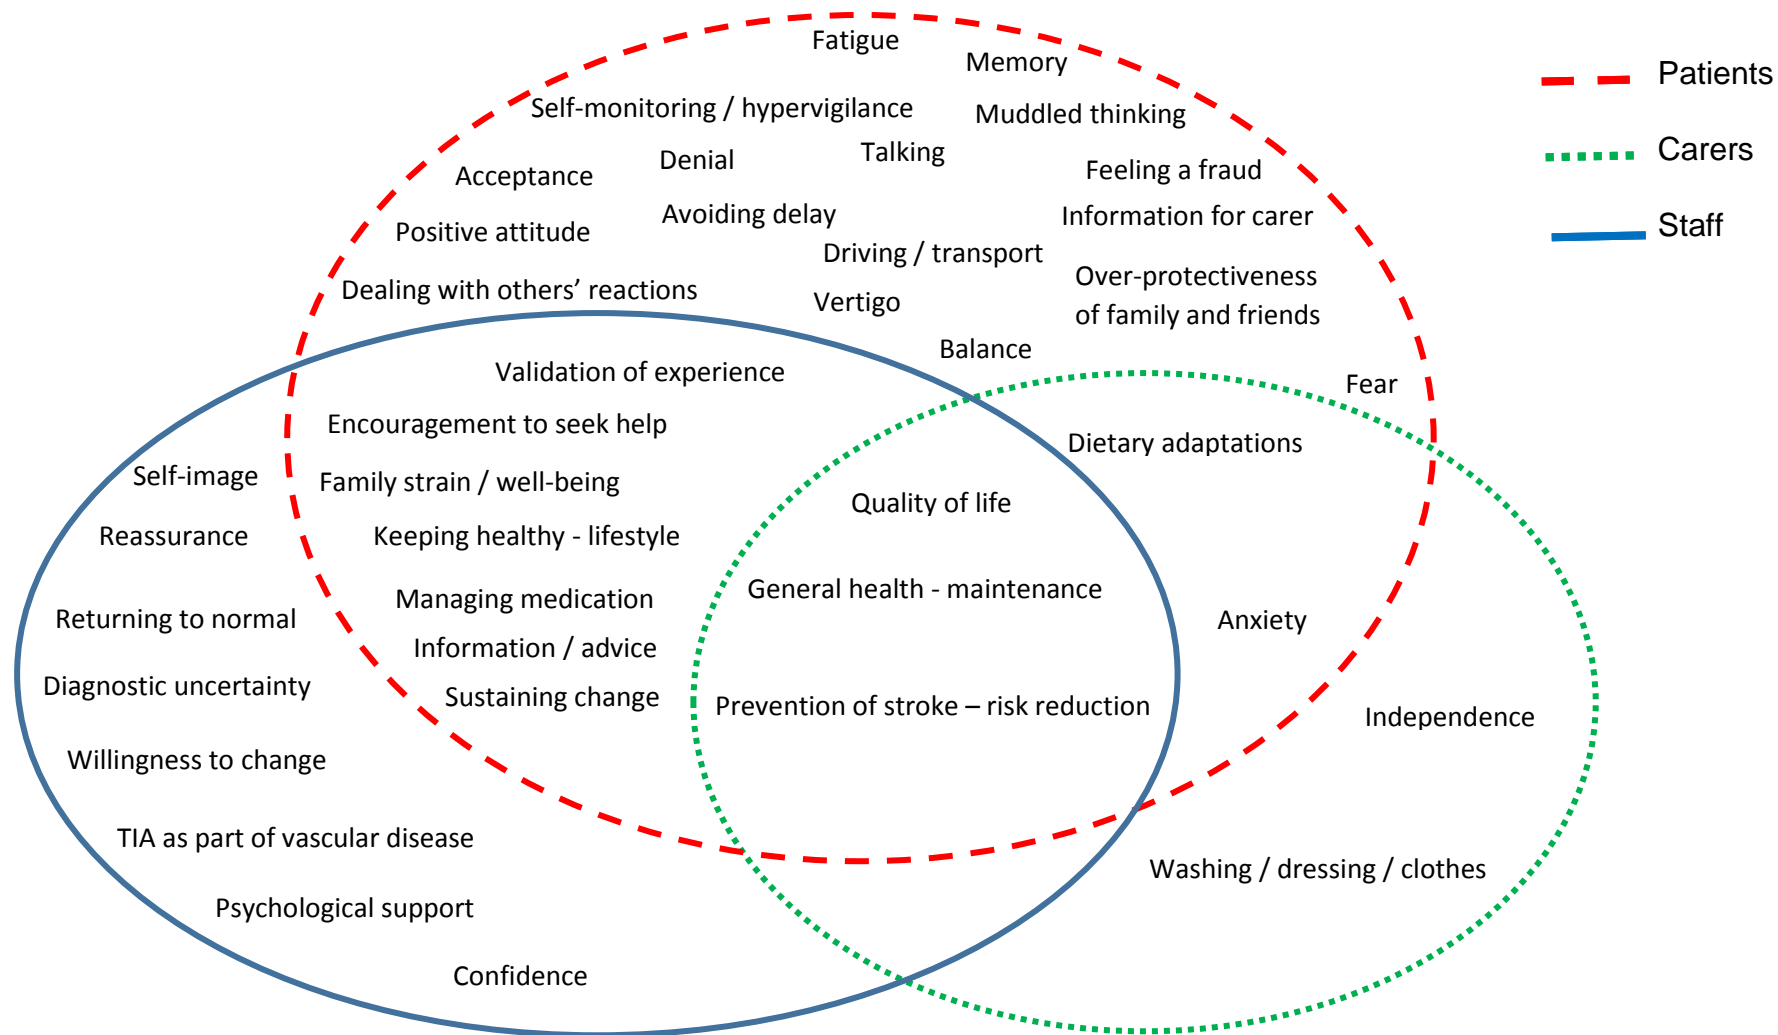 Fatigue
Memory
Patients
Self-monitoring / hypervigilance
Muddled thinking
Denial
Talking
Carers
Acceptance
Feeling a fraud
Avoiding delay
Information for carer
Staff
Positive attitude
Driving / transport
Dealing with others’ reactions
Vertigo
Over-protectiveness
of family and friends
Balance
Validation of experience
Fear
Encouragement to seek help
Dietary adaptations
Self-image
Family strain / well-being
Quality of life
Reassurance
Keeping healthy - lifestyle
Managing medication
General health - maintenance
Returning to normal
Anxiety
Information / advice
Diagnostic uncertainty
Sustaining change
Prevention of stroke – risk reduction
Independence
Willingness to change
TIA as part of vascular disease
Washing / dressing / clothes
Psychological support
Confidence